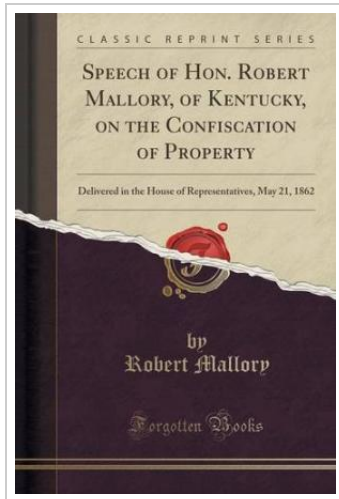 CLASSIC REPRINT SERIES
SPEECH OF HON. ROBERT
MALLORY, OF KENTUCKY,
ON THE CONFISCATION
OF PROPERTY
Delivered in the House of Representatives, May 21, 1862
by
Robert Mallory
Forgotten Books